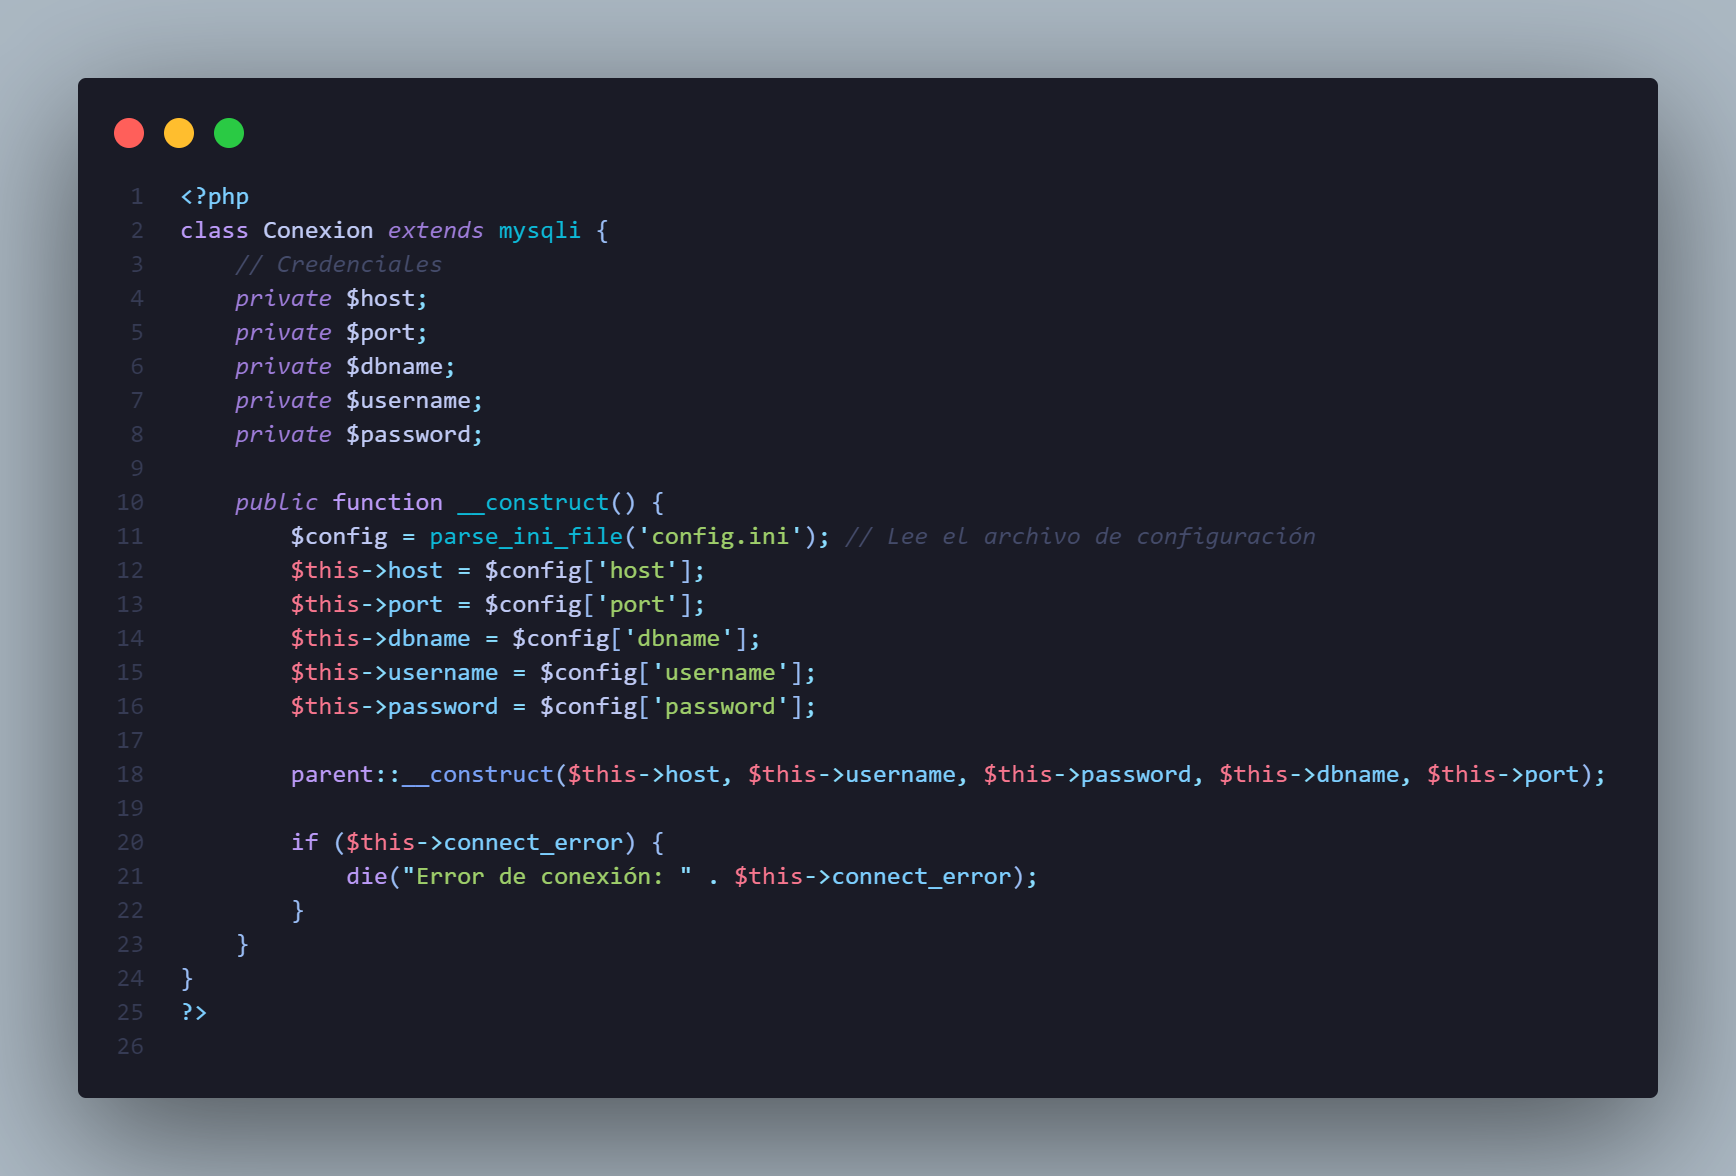 1 <?php
2 class Conexion extends mysqli {
3     // Credenciales
4     private $host;
5     private $port;
6     private $dbname;
7     private $username;
8     private $password;
9
10     public function __construct() {
11         $config = parse_ini_file('config.ini'); // Lee el archivo de configuración
12         $this->host = $config['host'];
13         $this->port = $config['port'];
14         $this->dbname = $config['dbname'];
15         $this->username = $config['username'];
16         $this->password = $config['password'];
17
18         parent::__construct($this->host, $this->username, $this->password, $this->dbname, $this->port);
19
20         if ($this->connect_error) {
21             die("Error de conexión: " . $this->connect_error);
22         }
23     }
24 }
25 ?>
26